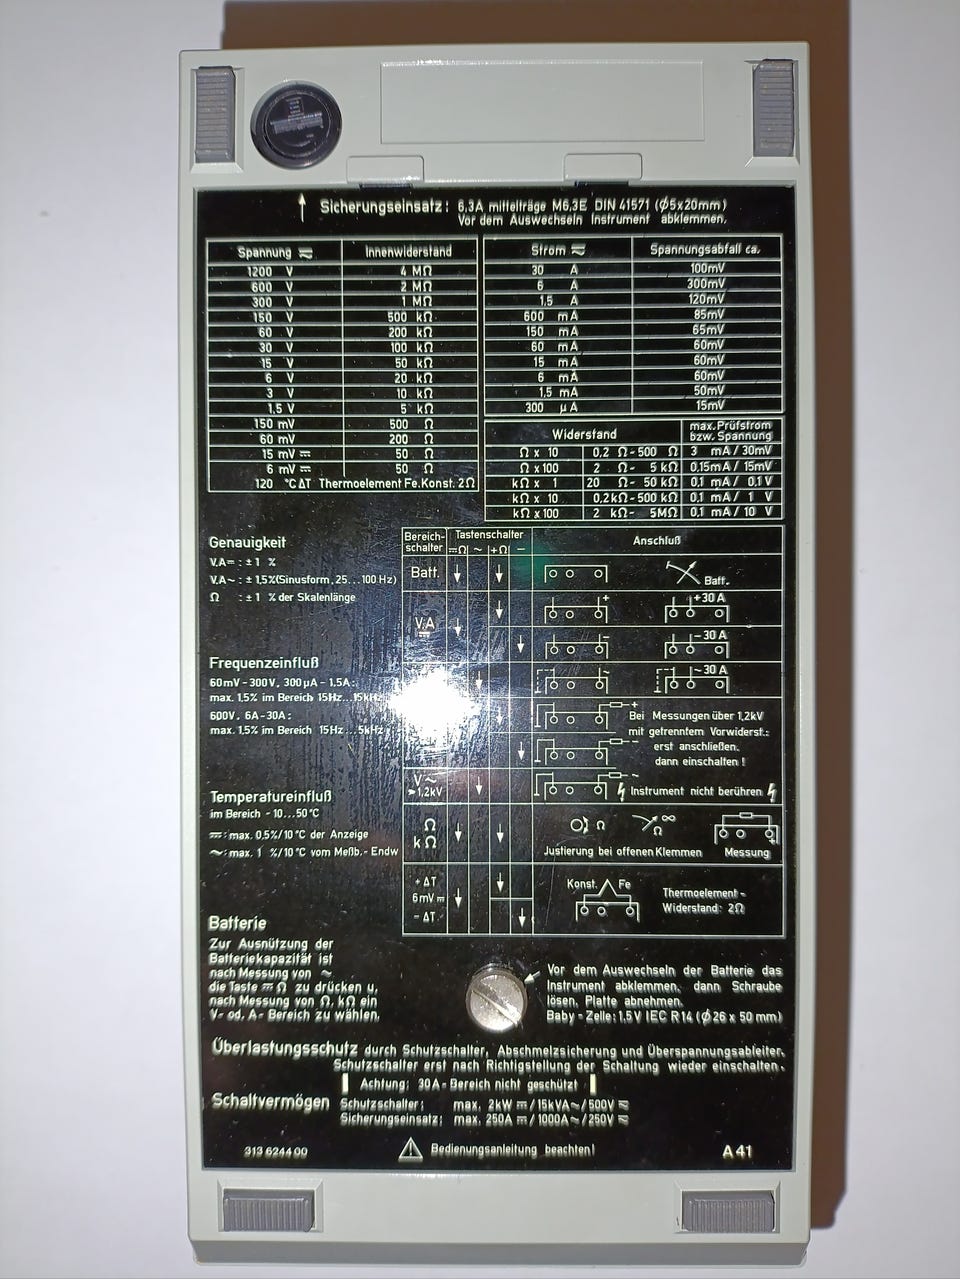 Sicherungseinsatz: 6,3A mittelträge M6,3E DIN 41571 (Ø5x20mm)
Vor dem Auswechseln Instrument abklemmen.
Spannung ⎓∼ Innenwiderstand
1200 V 4 MΩ
600 V 2 MΩ
300 V 1 MΩ
150 V 500 kΩ
60 V 200 kΩ
30 V 100 kΩ
15 V 50 kΩ
6 V 20 kΩ
3 V 10 kΩ
1,5 V 5 kΩ
150 mV 500 Ω
60 mV 200 Ω
15 mV ⎓ 50 Ω
6 mV ⎓ 50 Ω
120 °C ΔT Thermoelement Fe.Konst. 2Ω
Strom ⎓∼ Spannungsabfall ca.
30 A 100mV
6 A 300mV
1,5 A 120mV
600 mA 85mV
150 mA 65mV
60 mA 60mV
15 mA 60mV
6 mA 60mV
1,5 mA 50mV
300 µA 15mV
Widerstand max. Prüfstrom
bzw. Spannung
Ω x 10 0,2 Ω - 500 Ω 3 mA / 30mV
Ω x 100 2 Ω - 5 kΩ 0,15mA / 15mV
kΩ x 1 20 Ω - 50 kΩ 0,1 mA / 0,1V
kΩ x 10 0,2kΩ - 500 kΩ 0,1 mA / 1 V
kΩ x 100 2 kΩ - 5MΩ 0,1 mA / 10 V
Genauigkeit
V.A⎓ : ± 1 %
V.A∼ : ± 1,5%(Sinusform, 25...100 Hz)
Ω : ± 1 % der Skalenlänge
Frequenzeinfluß
60mV - 300V, 300µA - 1,5A:
max. 1,5% im Bereich 15Hz...15kHz
600V, 6A - 30A:
max. 1,5% im Bereich 15Hz...5kHz
Temperatureinfluß
im Bereich - 10...50°C
⎓: max. 0,5%/10°C der Anzeige
∼: max. 1 %/10°C vom Meßb.- Endw
Bereich-
schalter
Tastenschalter
⎓Ω ∼ +Ω −
Anschluß
Batt. Batt.
V.A
⎓
+ +30 A
− −30 A
∼ ∼30 A
+
−
Bei Messungen über 1,2kV
mit getrenntem Vorwiderst.:
erst anschließen,
dann einschalten !
V∼
>1,2kV
∼
Instrument nicht berühren
Ω
kΩ
Ω
Ω ∞
Justierung bei offenen Klemmen Messung
+ ΔT
6mV⎓
− ΔT
Konst. Fe
Thermoelement -
Widerstand: 2Ω
Batterie
Zur Ausnützung der
Batteriekapazität ist
nach Messung von ∼
die Taste ⎓ Ω zu drücken u.
nach Messung von Ω, kΩ ein
V- od. A- Bereich zu wählen.
Vor dem Auswechseln der Batterie das
Instrument abklemmen, dann Schraube
lösen, Platte abnehmen.
Baby - Zelle: 1,5V IEC R14 (Ø26 x 50 mm)
Überlastungsschutz durch Schutzschalter, Abschmelzsicherung und Überspannungsableiter.
Schutzschalter erst nach Richtigstellung der Schaltung wieder einschalten.
Achtung: 30A - Bereich nicht geschützt
Schaltvermögen Schutzschalter: max. 2kW ⎓ / 15kVA∼ / 500V ⎓∼
Sicherungseinsatz: max. 250A ⎓ / 1000A∼ / 250V ⎓∼
313 6244 00
Bedienungsanleitung beachten!
A 41